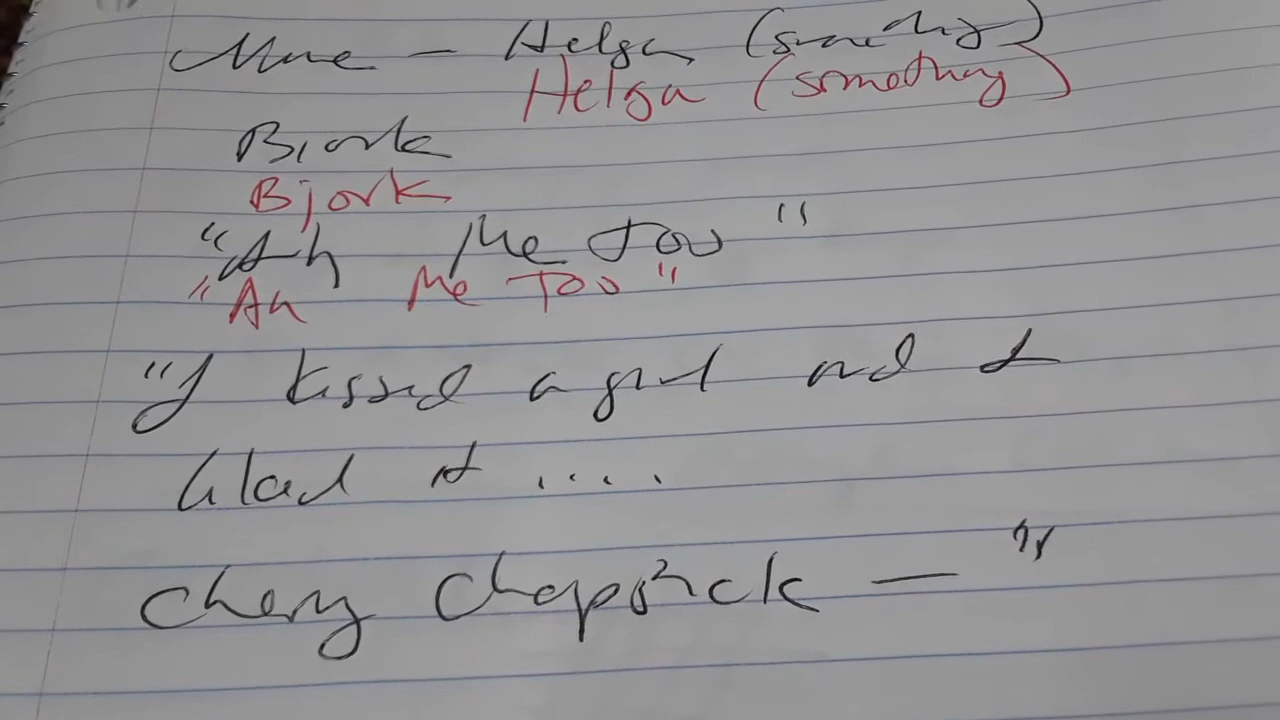 Mine — Helga (something)
Helga (something)
Bjork
Bjork
"Ah Me Too"
"Ah Me Too"
"I kissed a girl and I
liked it ....
Cherry Chapstick — "